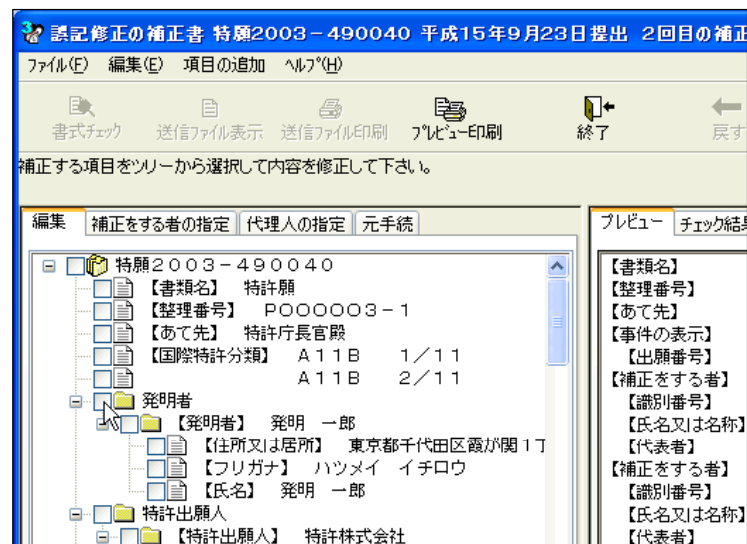 誤記修正の補正書 特願2003-490040 平成15年9月23日提出 2回目の補正
ファイル(F) 編集(E) 項目の追加 ヘルプ(H)
書式チェック 送信ファイル表示 送信ファイル印刷 プレビュー印刷 終了 戻す
補正する項目をツリーから選択して内容を修正して下さい。
編集 補正をする者の指定 代理人の指定 元手続
特願2003-490040
【書類名】 特許願
【整理番号】 P000003-1
【あて先】 特許庁長官殿
【国際特許分類】 A11B 1/11
A11B 2/11
発明者
【発明者】 発明 一郎
【住所又は居所】 東京都千代田区霞が関1丁
【フリガナ】 ハツメイ イチロウ
【氏名】 発明 一郎
特許出願人
【特許出願人】 特許株式会社
プレビュー チェック結果
【書類名】
【整理番号】
【あて先】
【事件の表示】
【出願番号】
【補正をする者】
【識別番号】
【氏名又は名称】
【代表者】
【補正をする者】
【識別番号】
【氏名又は名称】
【代表者】